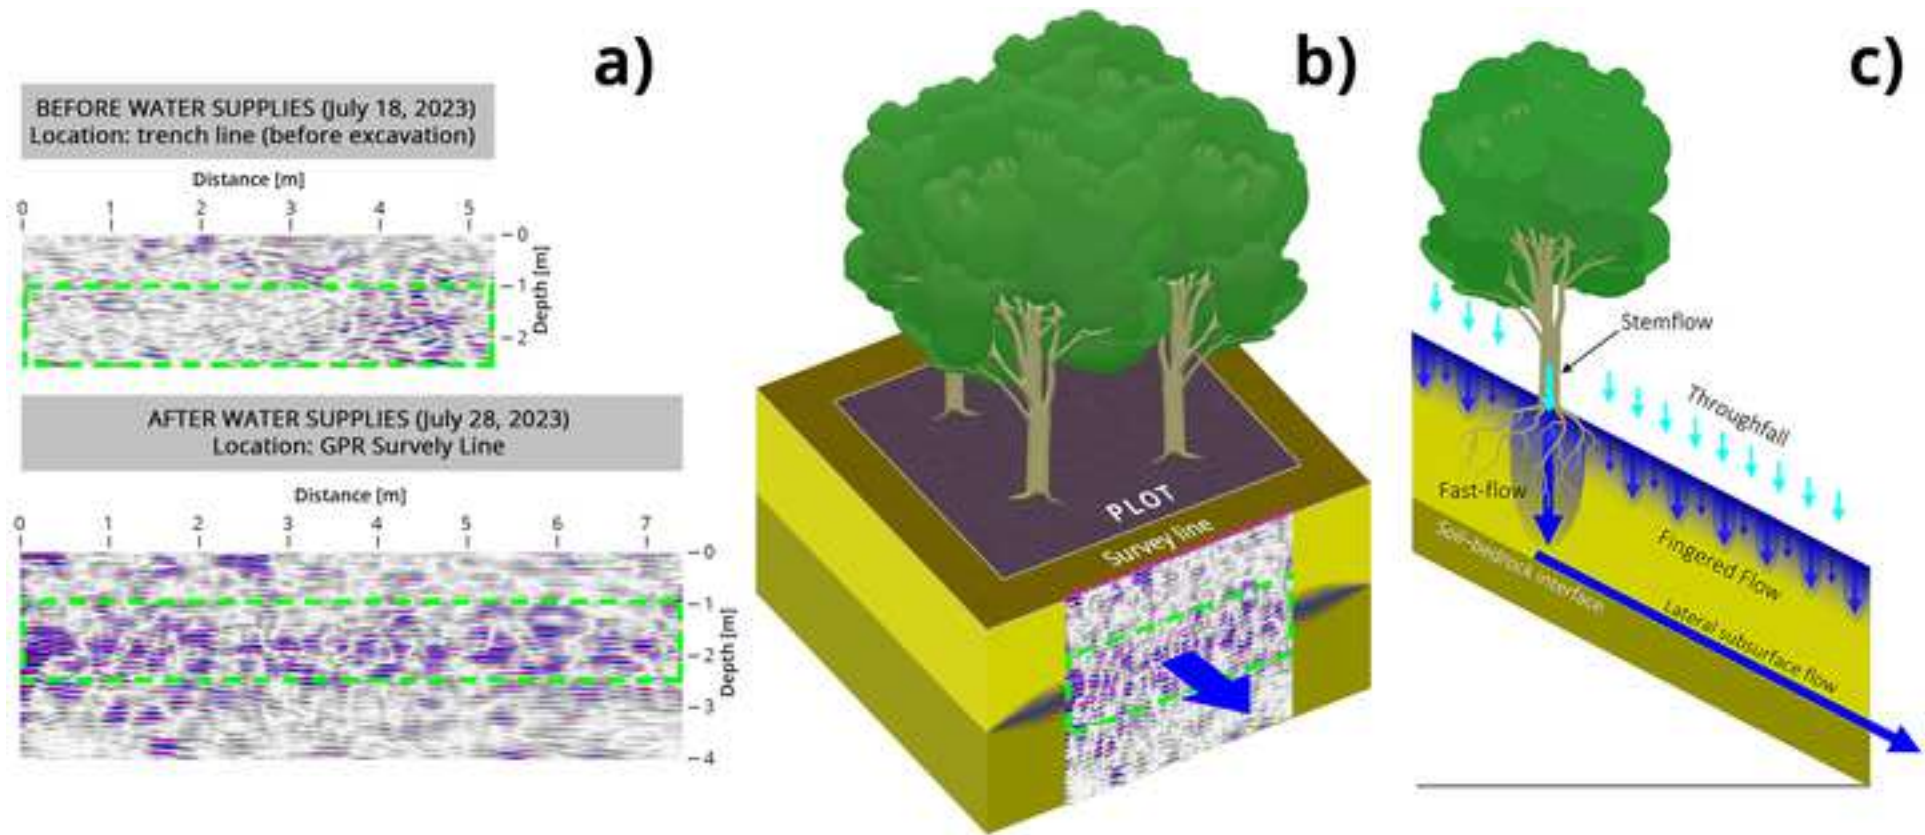 a)
BEFORE WATER SUPPLIES (July 18, 2023)
Location: trench line (before excavation)
Distance [m]
0 1 2 3 4 5
0
1
2
Depth [m]
AFTER WATER SUPPLIES (July 28, 2023)
Location: GPR Survely Line
Distance [m]
0 1 2 3 4 5 6 7
0
1
2
3
4
Depth [m]
b)
PLOT
Survey line
c)
Stemflow
Throughfall
Fast-flow
Fingered Flow
Soil-bedrock interface
Lateral subsurface flow